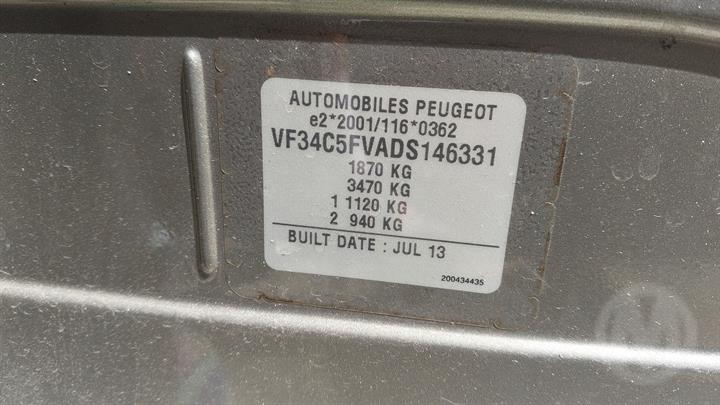 AUTOMOBILES PEUGEOT
e2*2001/116*0362
VF34C5FVADS146331
1870 KG
3470 KG
1 1120 KG
2 940 KG
BUILT DATE : JUL 13
200434435